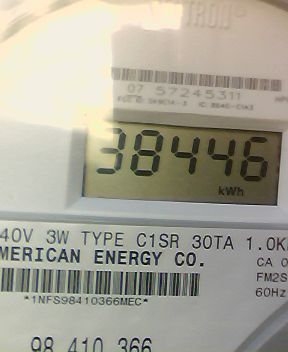 TRON®
07 57245311
38446
kWh
40V 3W TYPE C1SR 30TA 1.0K
MERICAN ENERGY CO.
CA 0
FM2S
*1NFS98410366MEC*
60Hz
98 410 366